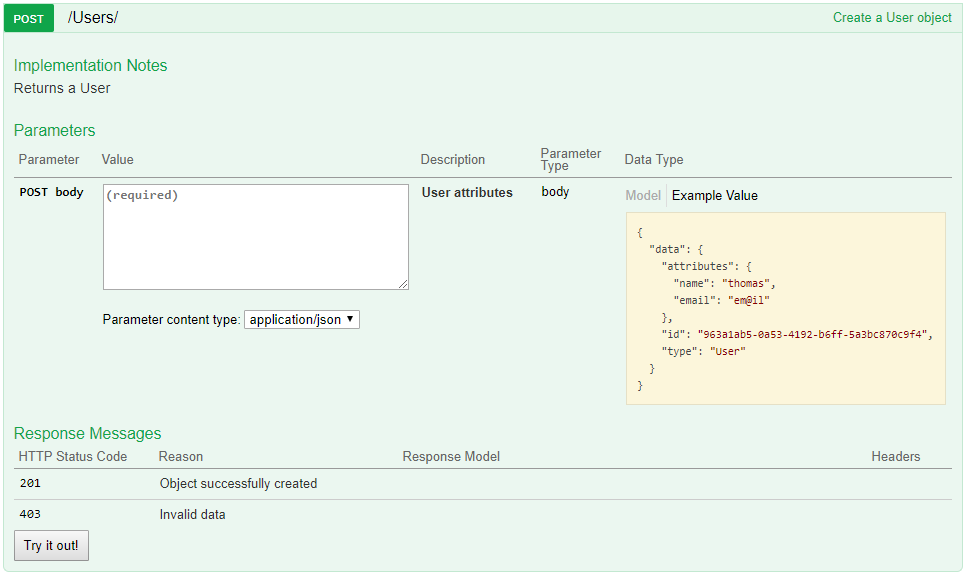 POST /Users/ Create a User object
Implementation Notes
Returns a User
Parameters
Parameter Value Description Parameter Type Data Type
POST body (required) User attributes body Model Example Value
{
"data": {
"attributes": {
"name": "thomas",
"email": "em@il"
},
"id": "963a1ab5-0a53-4192-b6ff-5a3bc870c9f4",
"type": "User"
}
}
Parameter content type: application/json
Response Messages
HTTP Status Code Reason Response Model Headers
201 Object successfully created
403 Invalid data
Try it out!